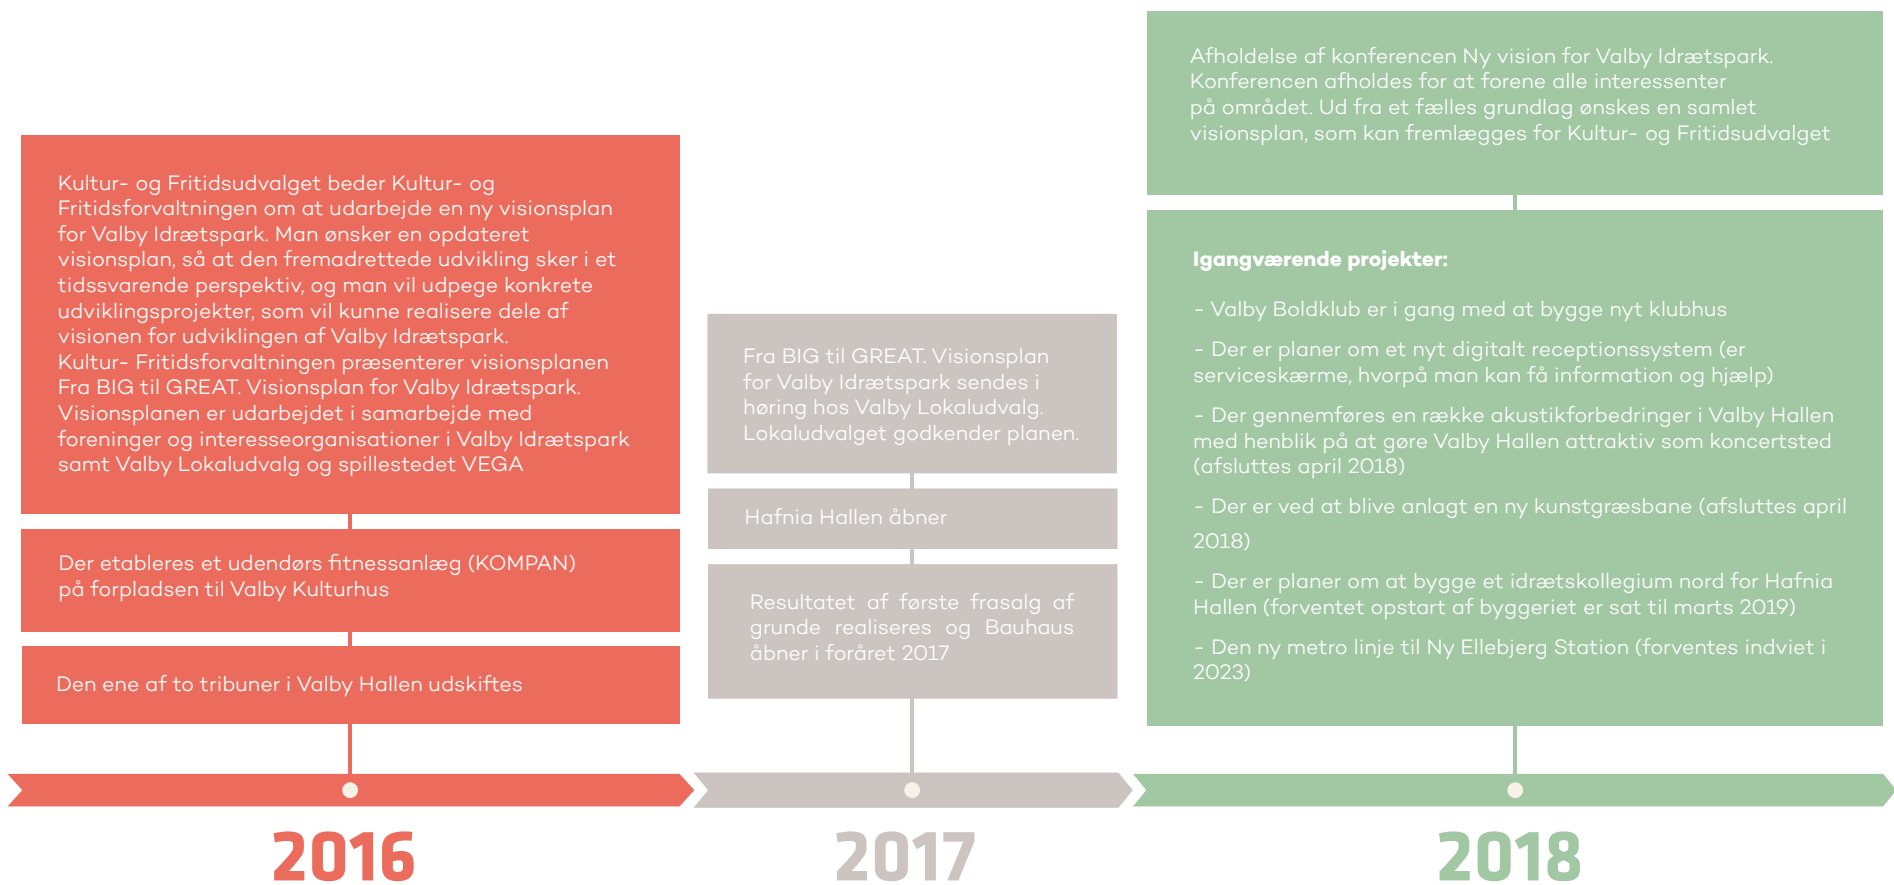 Kultur- og Fritidsudvalget beder Kultur- og
Fritidsforvaltningen om at udarbejde en ny visionsplan
for Valby Idrætspark. Man ønsker en opdateret
visionsplan, så at den fremadrettede udvikling sker i et
tidssvarende perspektiv, og man vil udpege konkrete
udviklingsprojekter, som vil kunne realisere dele af
visionen for udviklingen af Valby Idrætspark.
Kultur- Fritidsforvaltningen præsenterer visionsplanen
Fra BIG til GREAT. Visionsplan for Valby Idrætspark.
Visionsplanen er udarbejdet i samarbejde med
foreninger og interesseorganisationer i Valby Idrætspark
samt Valby Lokaludvalg og spillestedet VEGA
Der etableres et udendørs fitnessanlæg (KOMPAN)
på forpladsen til Valby Kulturhus
Den ene af to tribuner i Valby Hallen udskiftes
2016
Fra BIG til GREAT. Visionsplan
for Valby Idrætspark sendes i
høring hos Valby Lokaludvalg.
Lokaludvalget godkender planen.
Hafnia Hallen åbner
Resultatet af første frasalg af
grunde realiseres og Bauhaus
åbner i foråret 2017
2017
Afholdelse af konferencen Ny vision for Valby Idrætspark.
Konferencen afholdes for at forene alle interessenter
på området. Ud fra et fælles grundlag ønskes en samlet
visionsplan, som kan fremlægges for Kultur- og Fritidsudvalget
Igangværende projekter:
- Valby Boldklub er i gang med at bygge nyt klubhus
- Der er planer om et nyt digitalt receptionssystem (er
serviceskærme, hvorpå man kan få information og hjælp)
- Der gennemføres en række akustikforbedringer i Valby Hallen
med henblik på at gøre Valby Hallen attraktiv som koncertsted
(afsluttes april 2018)
- Der er ved at blive anlagt en ny kunstgræsbane (afsluttes april
2018)
- Der er planer om at bygge et idrætskollegium nord for Hafnia
Hallen (forventet opstart af byggeriet er sat til marts 2019)
- Den ny metro linje til Ny Ellebjerg Station (forventes indviet i
2023)
2018